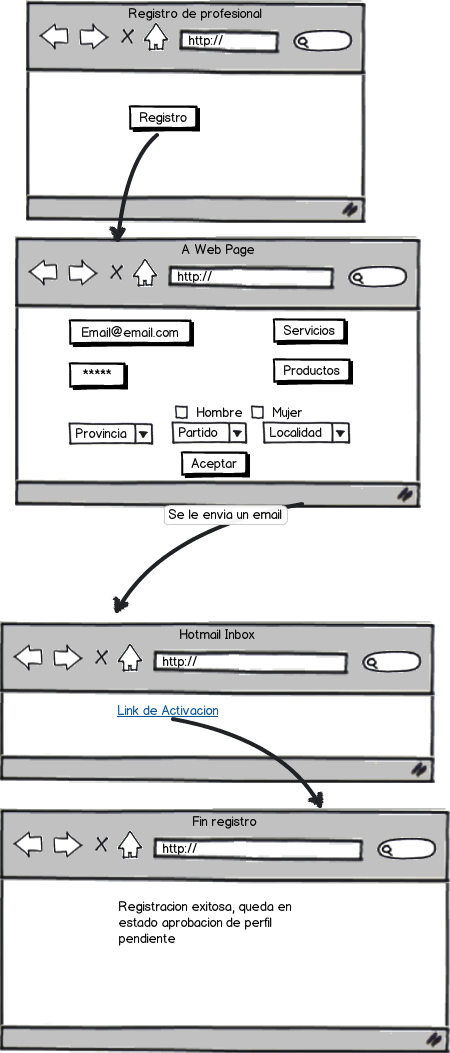 Registro de profesional
http://
Registro
A Web Page
http://
Email@email.com
Servicios
*****
Productos
Hombre
Mujer
Provincia
Partido
Localidad
Aceptar
Se le envia un email
Hotmail Inbox
http://
Link de Activacion
Fin registro
http://
Registracion exitosa, queda en
estado aprobacion de perfil
pendiente